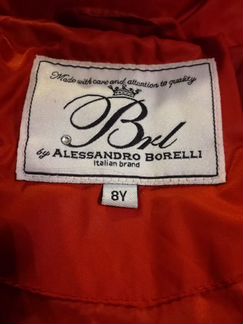 Made with care and attention to quality
Brl
by ALESSANDRO BORELLI
Italian brand
8Y